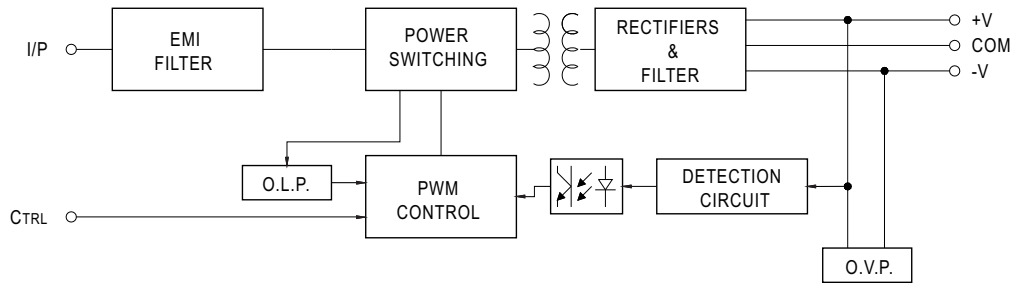 I/P
EMI
FILTER
POWER
SWITCHING
RECTIFIERS
&
FILTER
+V
COM
-V
O.L.P.
PWM
CONTROL
DETECTION
CIRCUIT
CTRL
O.V.P.